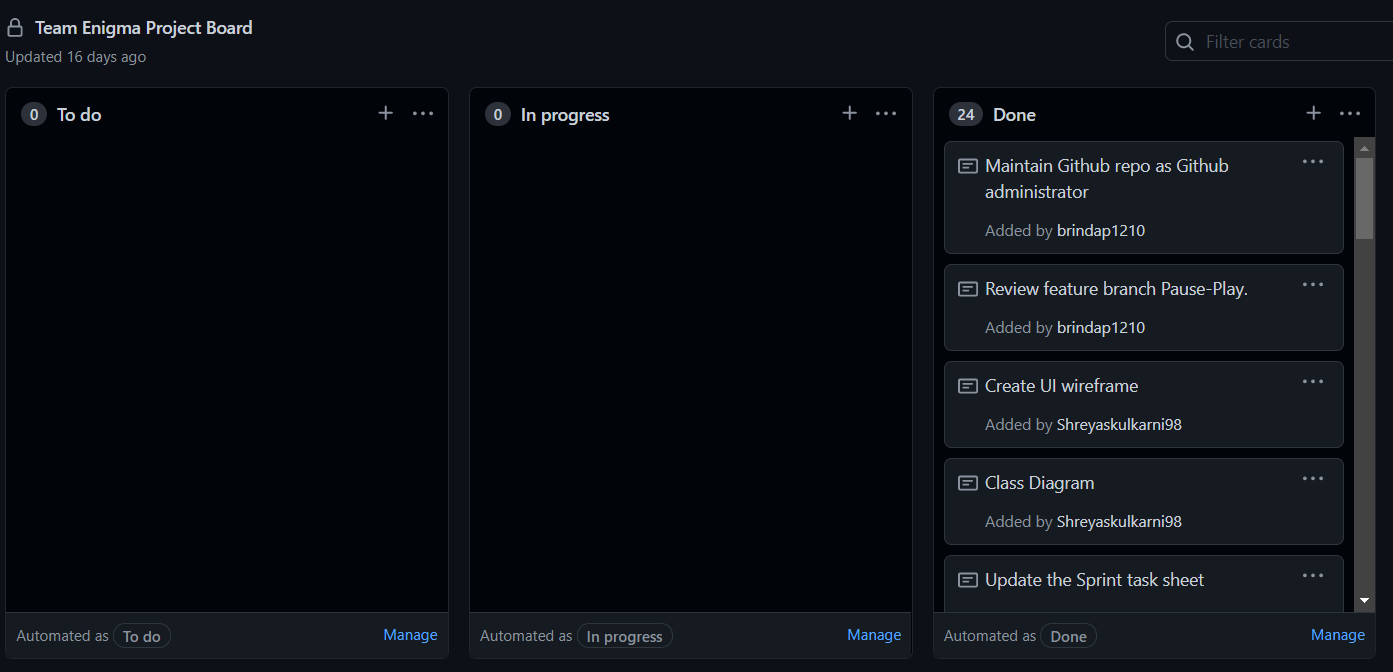 Team Enigma Project Board
Updated 16 days ago
Filter cards
0 To do
0 In progress
24 Done
Maintain Github repo as Github
administrator
Added by brindap1210
Review feature branch Pause-Play.
Added by brindap1210
Create UI wireframe
Added by Shreyaskulkarni98
Class Diagram
Added by Shreyaskulkarni98
Update the Sprint task sheet
Automated as To do Manage
Automated as In progress Manage
Automated as Done Manage